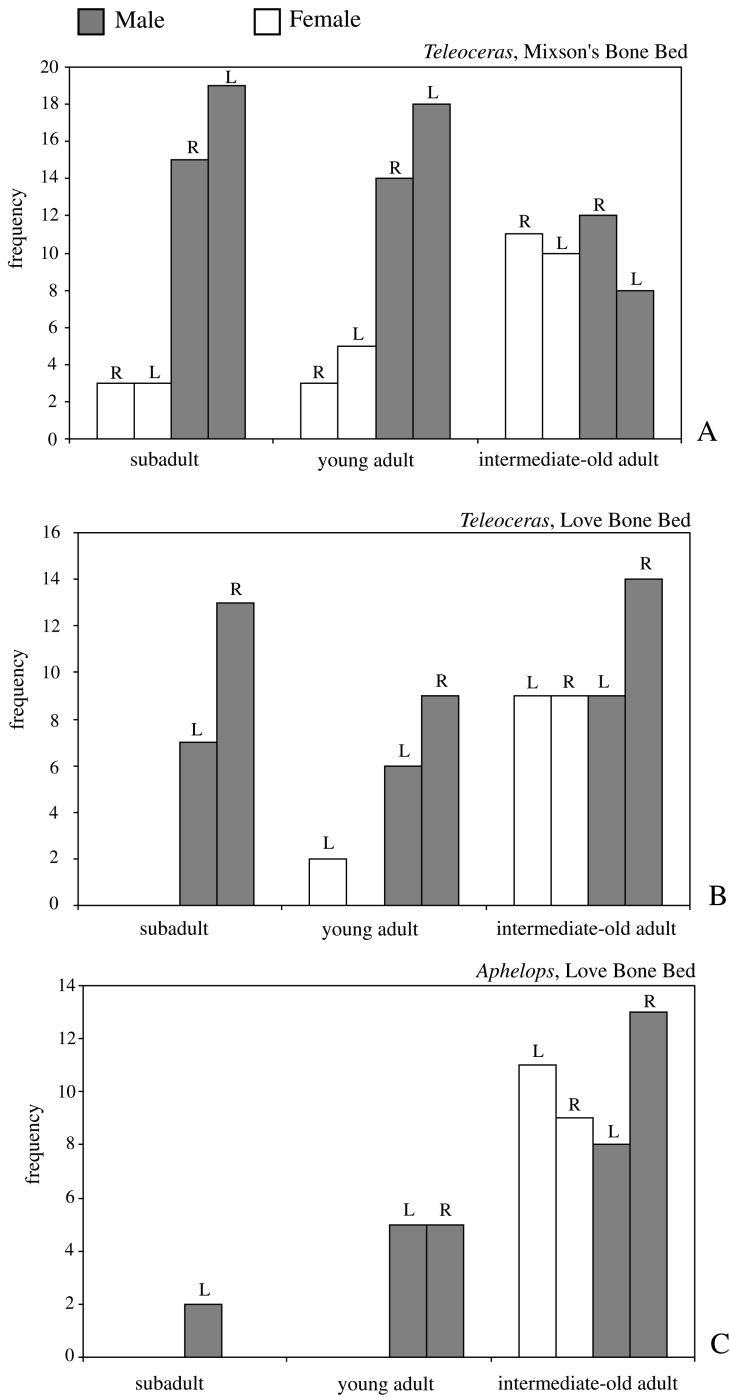 Male Female
Teleoceras, Mixson's Bone Bed
20
18
16
14
12
10
8
6
4
2
0
frequency
R L R L
R L R L
R L R L
subadult young adult intermediate-old adult
A
Teleoceras, Love Bone Bed
16
14
12
10
8
6
4
2
0
frequency
L R
L L R
L R L R
subadult young adult intermediate-old adult
B
Aphelops, Love Bone Bed
14
12
10
8
6
4
2
0
frequency
L
L R
L R L R
subadult young adult intermediate-old adult
C